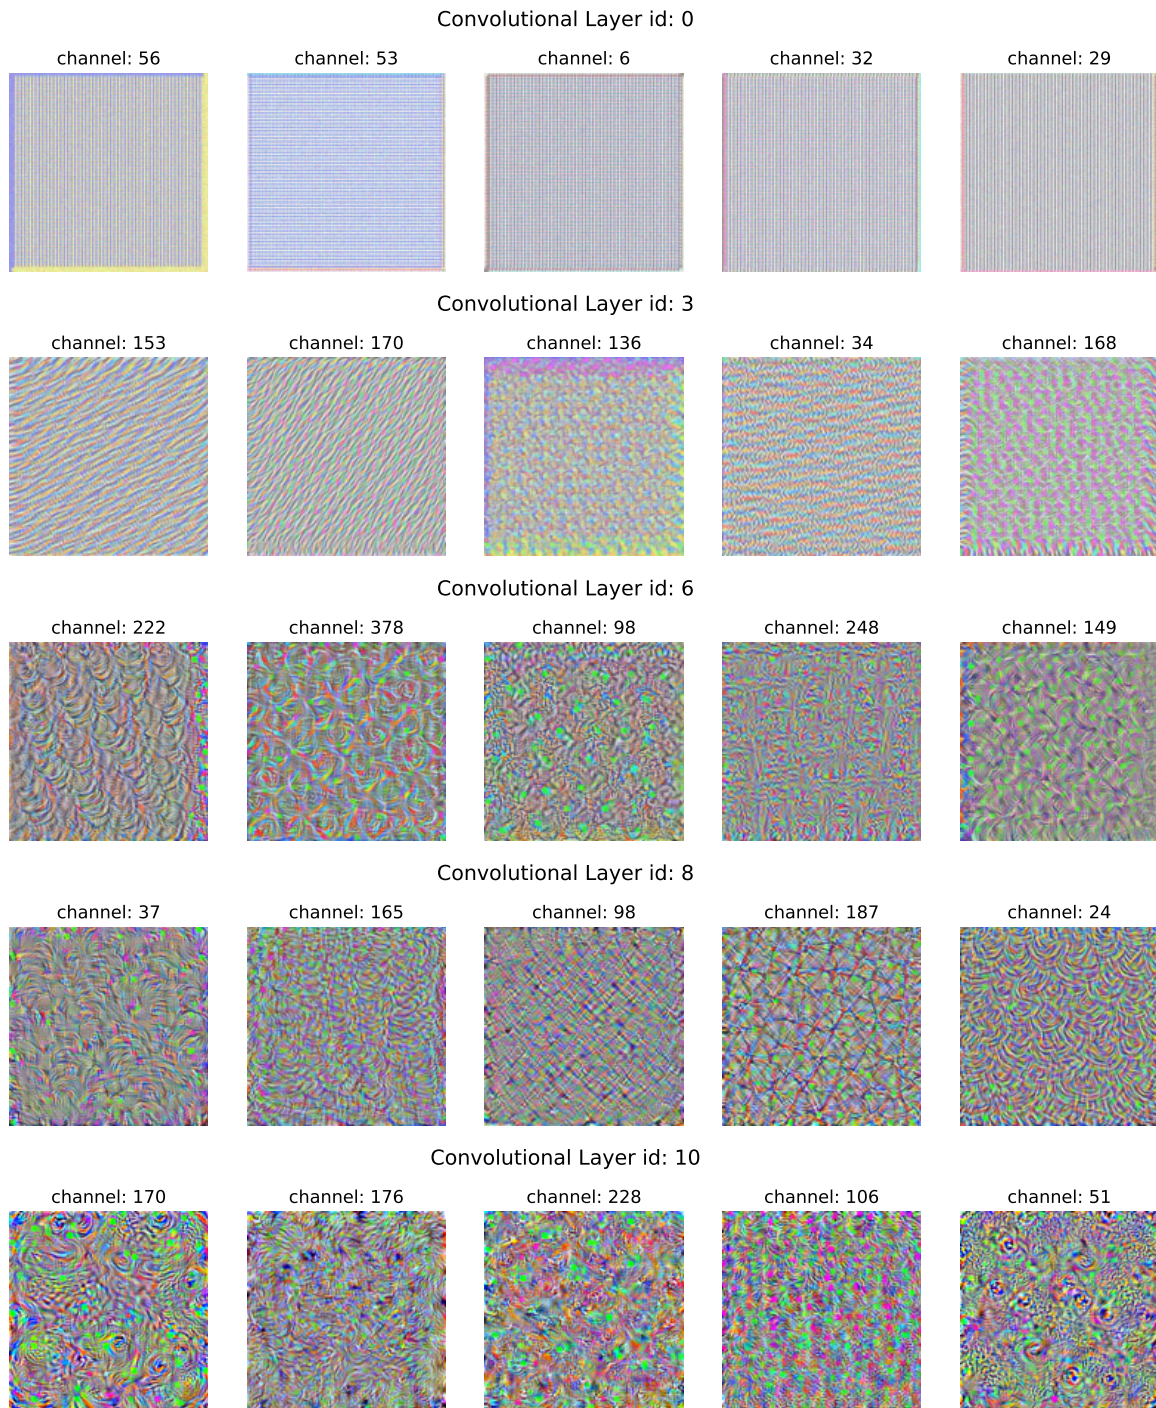 Convolutional Layer id: 0
channel: 56
channel: 53
channel: 6
channel: 32
channel: 29
Convolutional Layer id: 3
channel: 153
channel: 170
channel: 136
channel: 34
channel: 168
Convolutional Layer id: 6
channel: 222
channel: 378
channel: 98
channel: 248
channel: 149
Convolutional Layer id: 8
channel: 37
channel: 165
channel: 98
channel: 187
channel: 24
Convolutional Layer id: 10
channel: 170
channel: 176
channel: 228
channel: 106
channel: 51